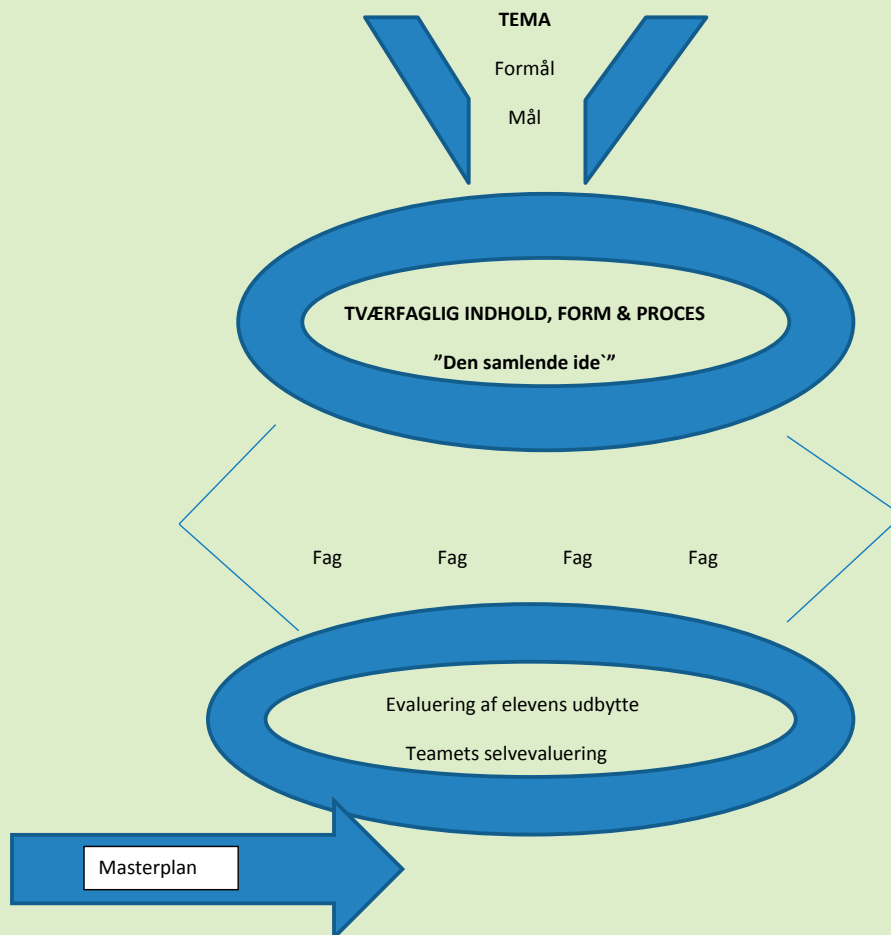 TEMA
Formål
Mål
TVÆRFAGLIG INDHOLD, FORM & PROCES
”Den samlende ide`”
Fag Fag Fag Fag
Evaluering af elevens udbytte
Teamets selvevaluering
Masterplan